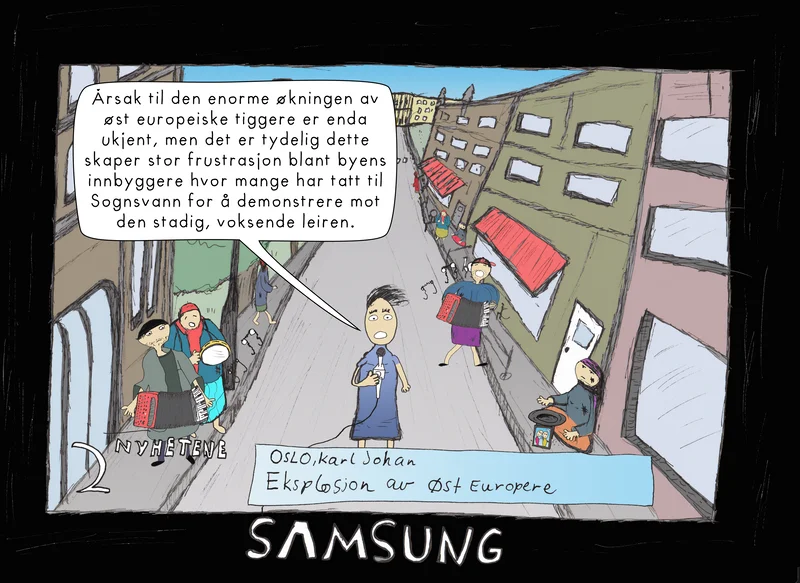 Årsak til den enorme økningen av
øst europeiske tiggere er enda
ukjent, men det er tydelig dette
skaper stor frustrasjon blant byens
innbyggere hvor mange har tatt til
Sognsvann for å demonstrere mot
den stadig, voksende leiren.
2 NYHETENE
OSLO, Karl Johan
Eksplosjon av Øst Europere
SAMSUNG